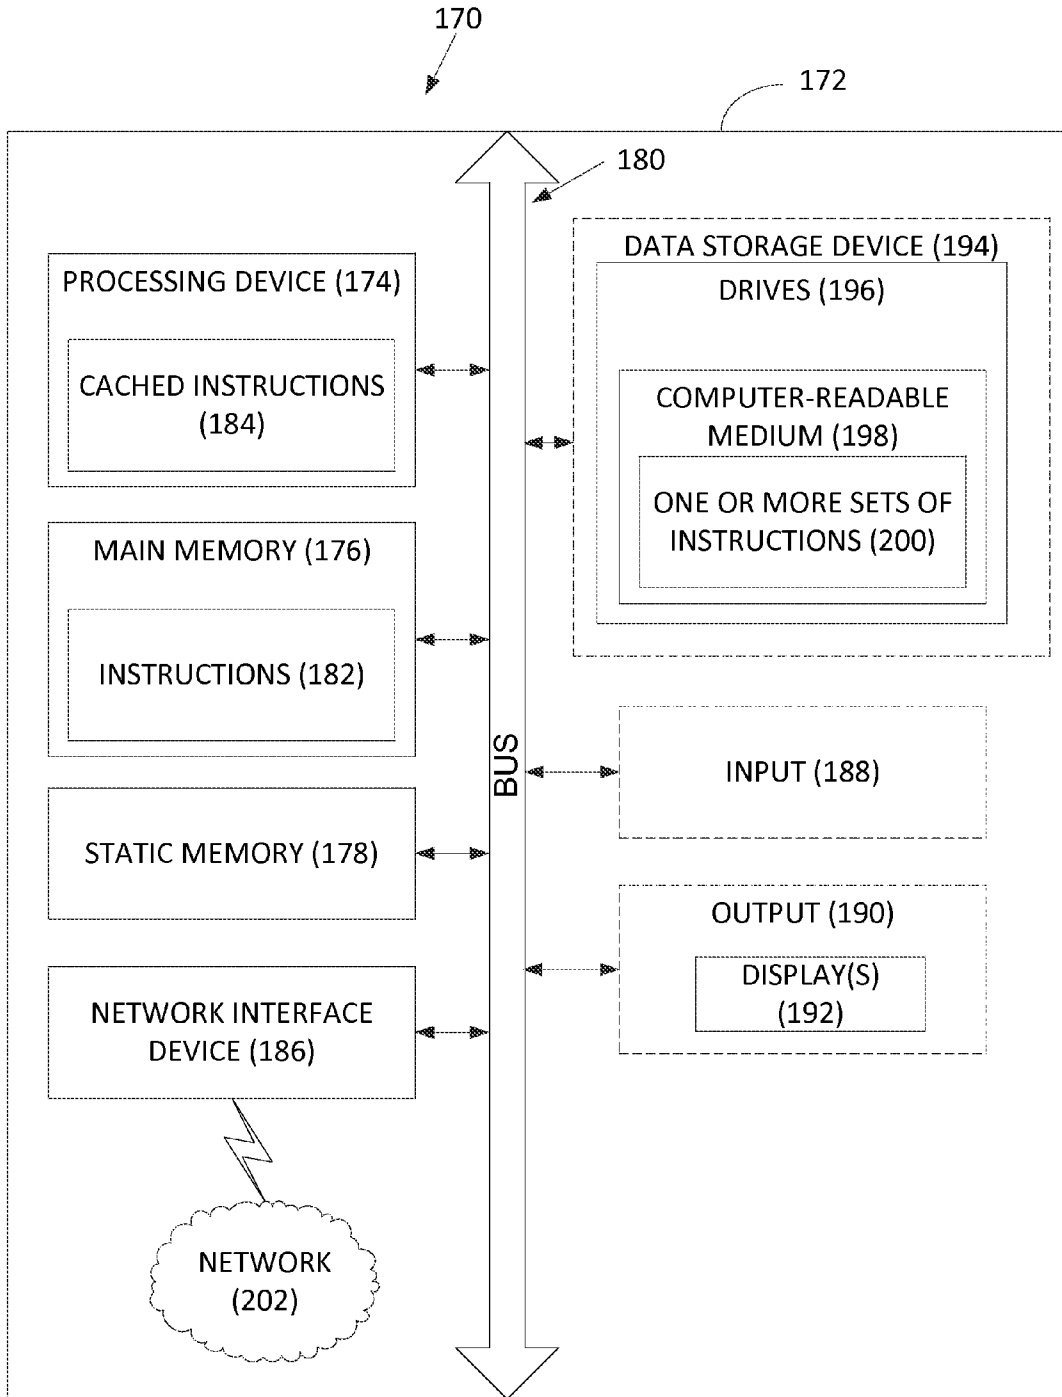 170
172
180
PROCESSING DEVICE (174)
CACHED INSTRUCTIONS
(184)
MAIN MEMORY (176)
INSTRUCTIONS (182)
STATIC MEMORY (178)
NETWORK INTERFACE
DEVICE (186)
NETWORK
(202)
BUS
DATA STORAGE DEVICE (194)
DRIVES (196)
COMPUTER-READABLE
MEDIUM (198)
ONE OR MORE SETS OF
INSTRUCTIONS (200)
INPUT (188)
OUTPUT (190)
DISPLAY(S)
(192)